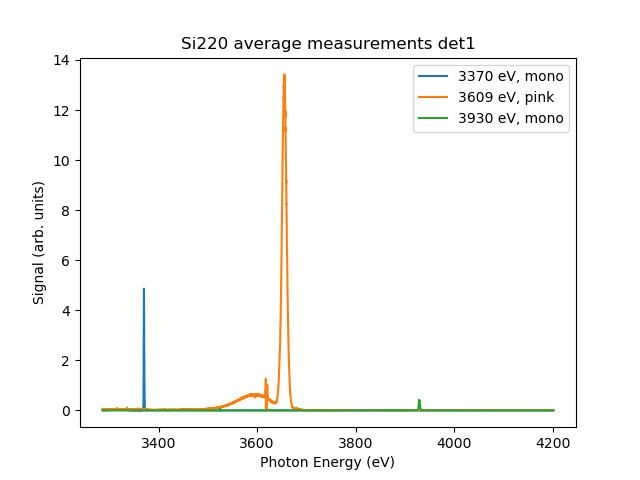 Si220 average measurements det1
14
12
10
8
6
4
2
0
Signal (arb. units)
3370 eV, mono
3609 eV, pink
3930 eV, mono
3400 3600 3800 4000 4200
Photon Energy (eV)